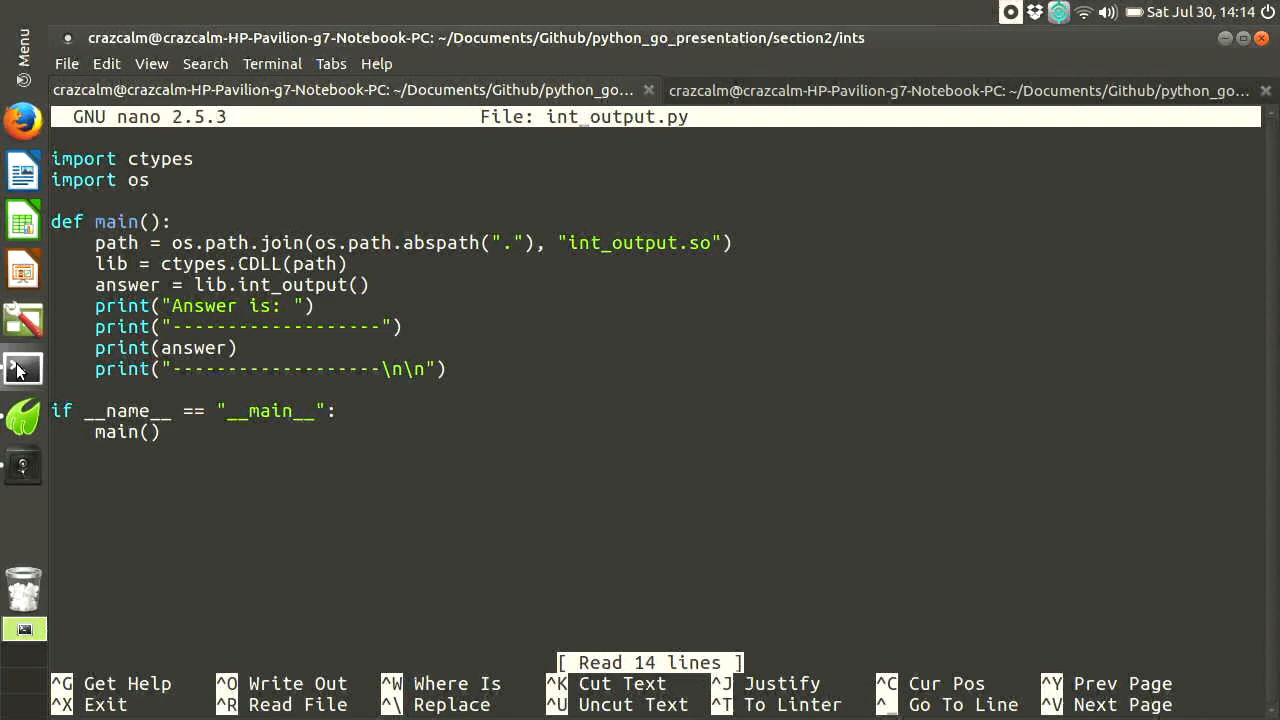 Menu
Sat Jul 30, 14:14
crazcalm@crazcalm-HP-Pavilion-g7-Notebook-PC: ~/Documents/Github/python_go_presentation/section2/ints
File Edit View Search Terminal Tabs Help
crazcalm@crazcalm-HP-Pavilion-g7-Notebook-PC: ~/Documents/Github/python_go... × crazcalm@crazcalm-HP-Pavilion-g7-Notebook-PC: ~/Documents/Github/python_go... ×
GNU nano 2.5.3 File: int_output.py
import ctypes
import os
def main():
    path = os.path.join(os.path.abspath("."), "int_output.so")
    lib = ctypes.CDLL(path)
    answer = lib.int_output()
    print("Answer is: ")
    print("-------------------")
    print(answer)
    print("-------------------\n\n")
if __name__ == "__main__":
    main()
[ Read 14 lines ]
^G Get Help ^O Write Out ^W Where Is ^K Cut Text ^J Justify ^C Cur Pos ^Y Prev Page
^X Exit ^R Read File ^\ Replace ^U Uncut Text ^T To Linter ^_ Go To Line ^V Next Page